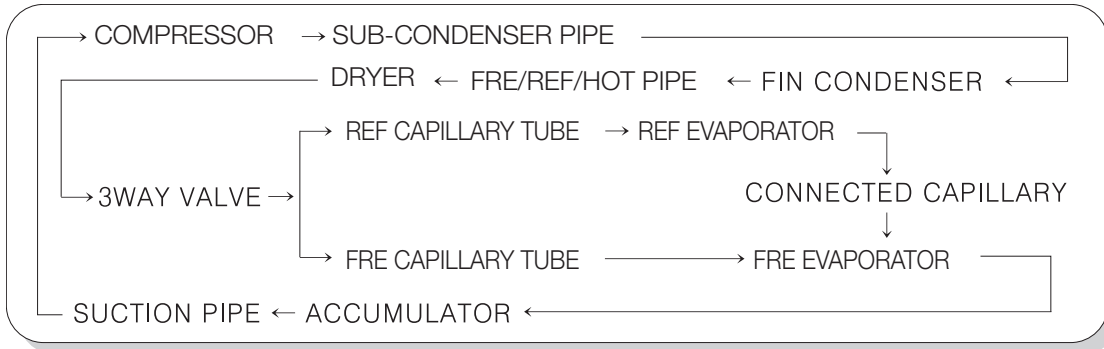 COMPRESSOR → SUB-CONDENSER PIPE
DRYER ← FRE/REF/HOT PIPE ← FIN CONDENSER
REF CAPILLARY TUBE → REF EVAPORATOR
3WAY VALVE → CONNECTED CAPILLARY
FRE CAPILLARY TUBE → FRE EVAPORATOR
SUCTION PIPE ← ACCUMULATOR